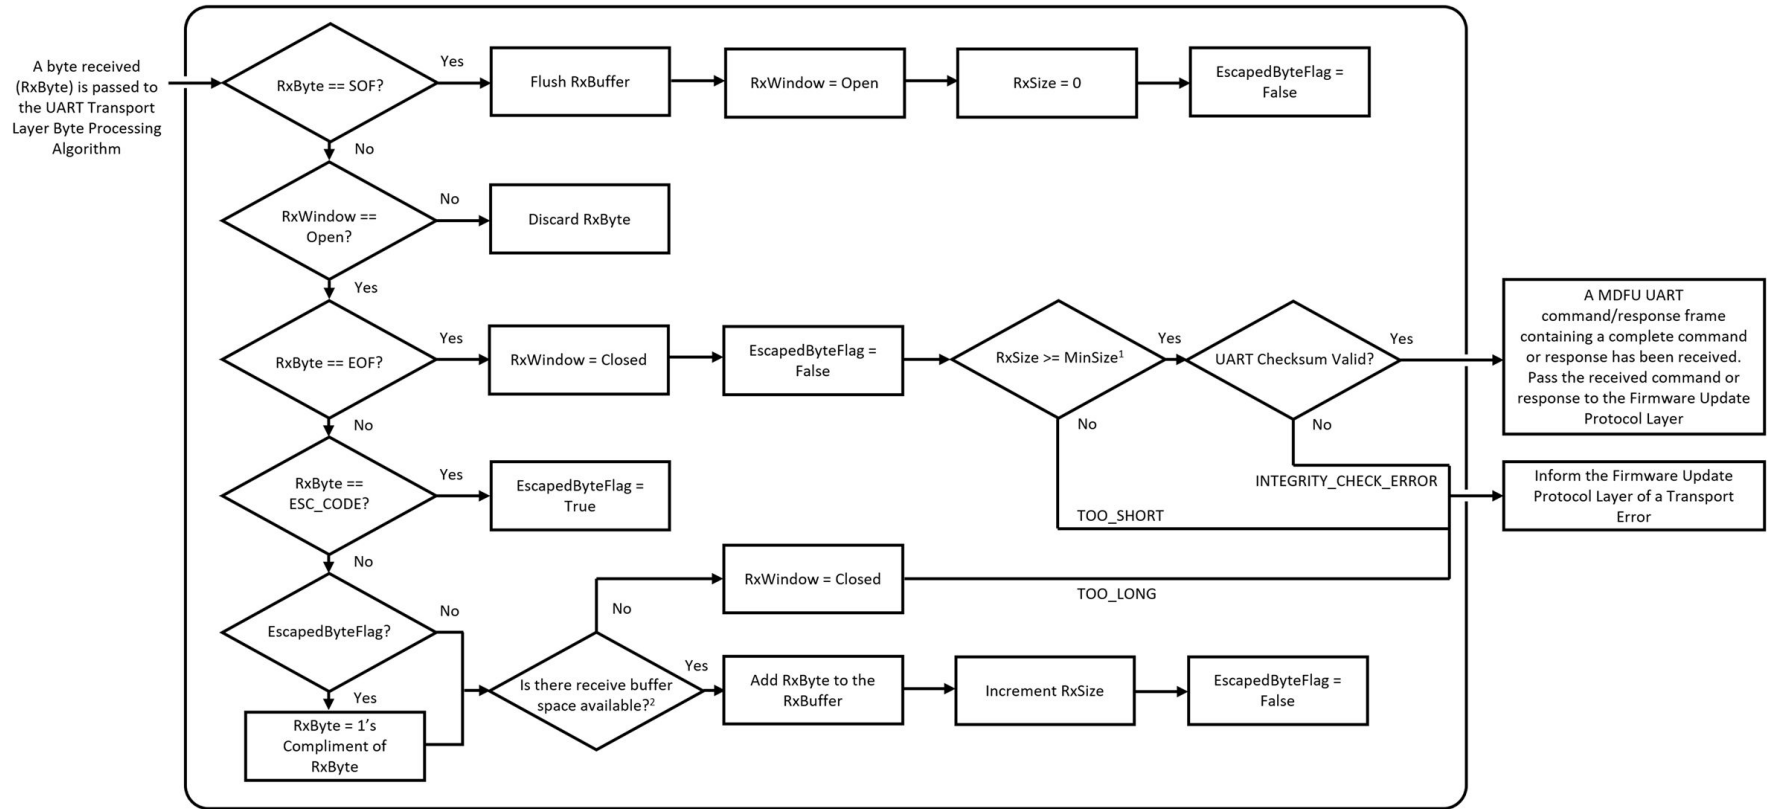 A byte received
(RxByte) is passed to
the UART Transport
Layer Byte Processing
Algorithm
RxByte == SOF?
Yes
Flush RxBuffer
RxWindow = Open
RxSize = 0
EscapedByteFlag =
False
No
RxWindow ==
Open?
No
Discard RxByte
Yes
RxByte == EOF?
Yes
RxWindow = Closed
EscapedByteFlag =
False
RxSize >= MinSize¹
Yes
UART Checksum Valid?
Yes
A MDFU UART
command/response frame
containing a complete command
or response has been received.
Pass the received command or
response to the Firmware Update
Protocol Layer
No
No
No
RxByte ==
ESC_CODE?
Yes
EscapedByteFlag =
True
INTEGRITY_CHECK_ERROR
TOO_SHORT
Inform the Firmware Update
Protocol Layer of a Transport
Error
No
EscapedByteFlag?
No
No
RxWindow = Closed
TOO_LONG
Yes
RxByte = 1’s
Compliment of
RxByte
Is there receive buffer
space available?²
Yes
Add RxByte to the
RxBuffer
Increment RxSize
EscapedByteFlag =
False